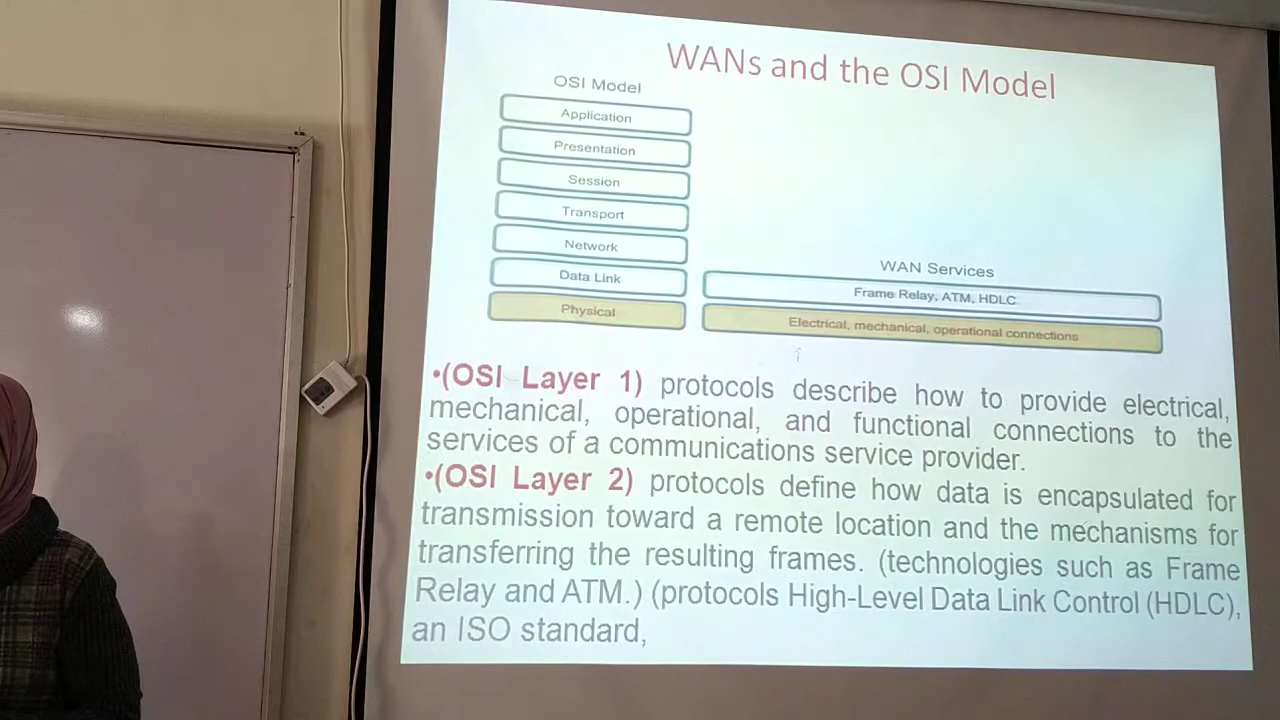 WANs and the OSI Model
OSI Model
Application
Presentation
Session
Transport
Network
Data Link
Physical
WAN Services
Frame Relay, ATM, HDLC
Electrical, mechanical, operational connections
•(OSI Layer 1) protocols describe how to provide electrical,
mechanical, operational, and functional connections to the
services of a communications service provider.
•(OSI Layer 2) protocols define how data is encapsulated for
transmission toward a remote location and the mechanisms for
transferring the resulting frames. (technologies such as Frame
Relay and ATM.) (protocols High-Level Data Link Control (HDLC),
an ISO standard,